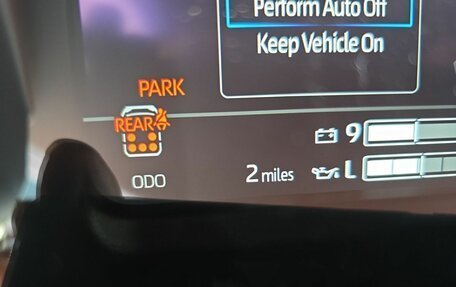 Perform Auto Off
Keep Vehicle On
PARK
REAR
9
ODO
2 miles
L